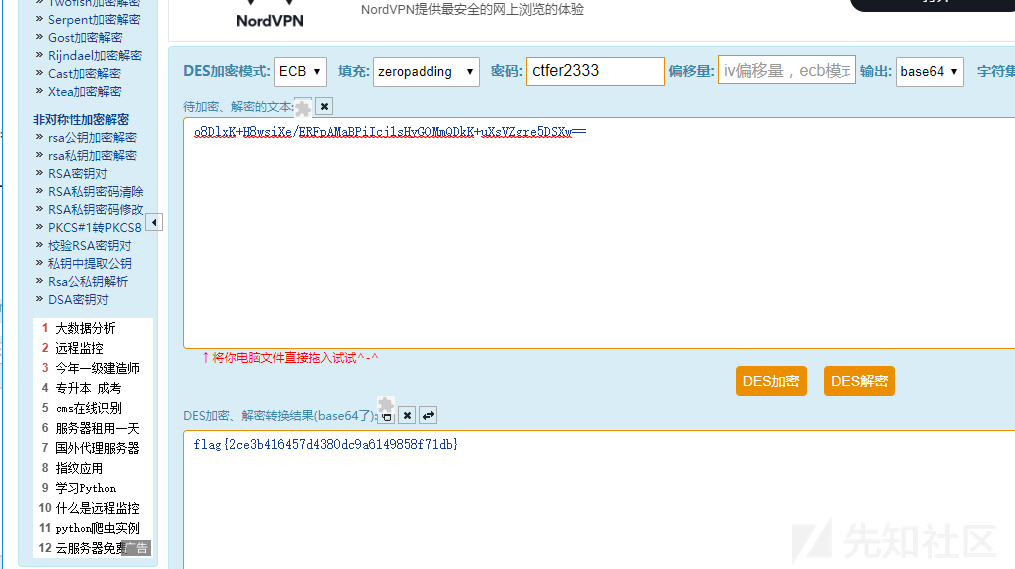 Twofish加密解密
» Serpent加密解密
» Gost加密解密
» Rijndael加密解密
» Cast加密解密
» Xtea加密解密
非对称性加密解密
» rsa公钥加密解密
» rsa私钥加密解密
» RSA密钥对
» RSA私钥密码清除
» RSA私钥密码修改
» PKCS#1转PKCS8
» 校验RSA密钥对
» 私钥中提取公钥
» Rsa公私钥解析
» DSA密钥对
1 大数据分析
2 远程监控
3 今年一级建造师
4 专升本 成考
5 cms在线识别
6 服务器租用一天
7 国外代理服务器
8 指纹应用
9 学习Python
10 什么是远程监控
11 python爬虫实例
12 云服务器免费
广告
NordVPN
NordVPN提供最安全的网上浏览的体验
DES加密模式: ECB 填充: zeropadding 密码: ctfer2333 偏移量: iv偏移量，ecb模式 输出: base64 字符集
待加密、解密的文本:
o8DlxK+H8wsiXe/ERFpAMaBPiIcj1sHyGOMmQDkK+uXsVZgre5DSXw==
↑将你电脑文件直接拖入试试^-^
DES加密 DES解密
DES加密、解密转换结果(base64了):
flag{2ce3b416457d4380dc9a6149858f71db}
先知社区